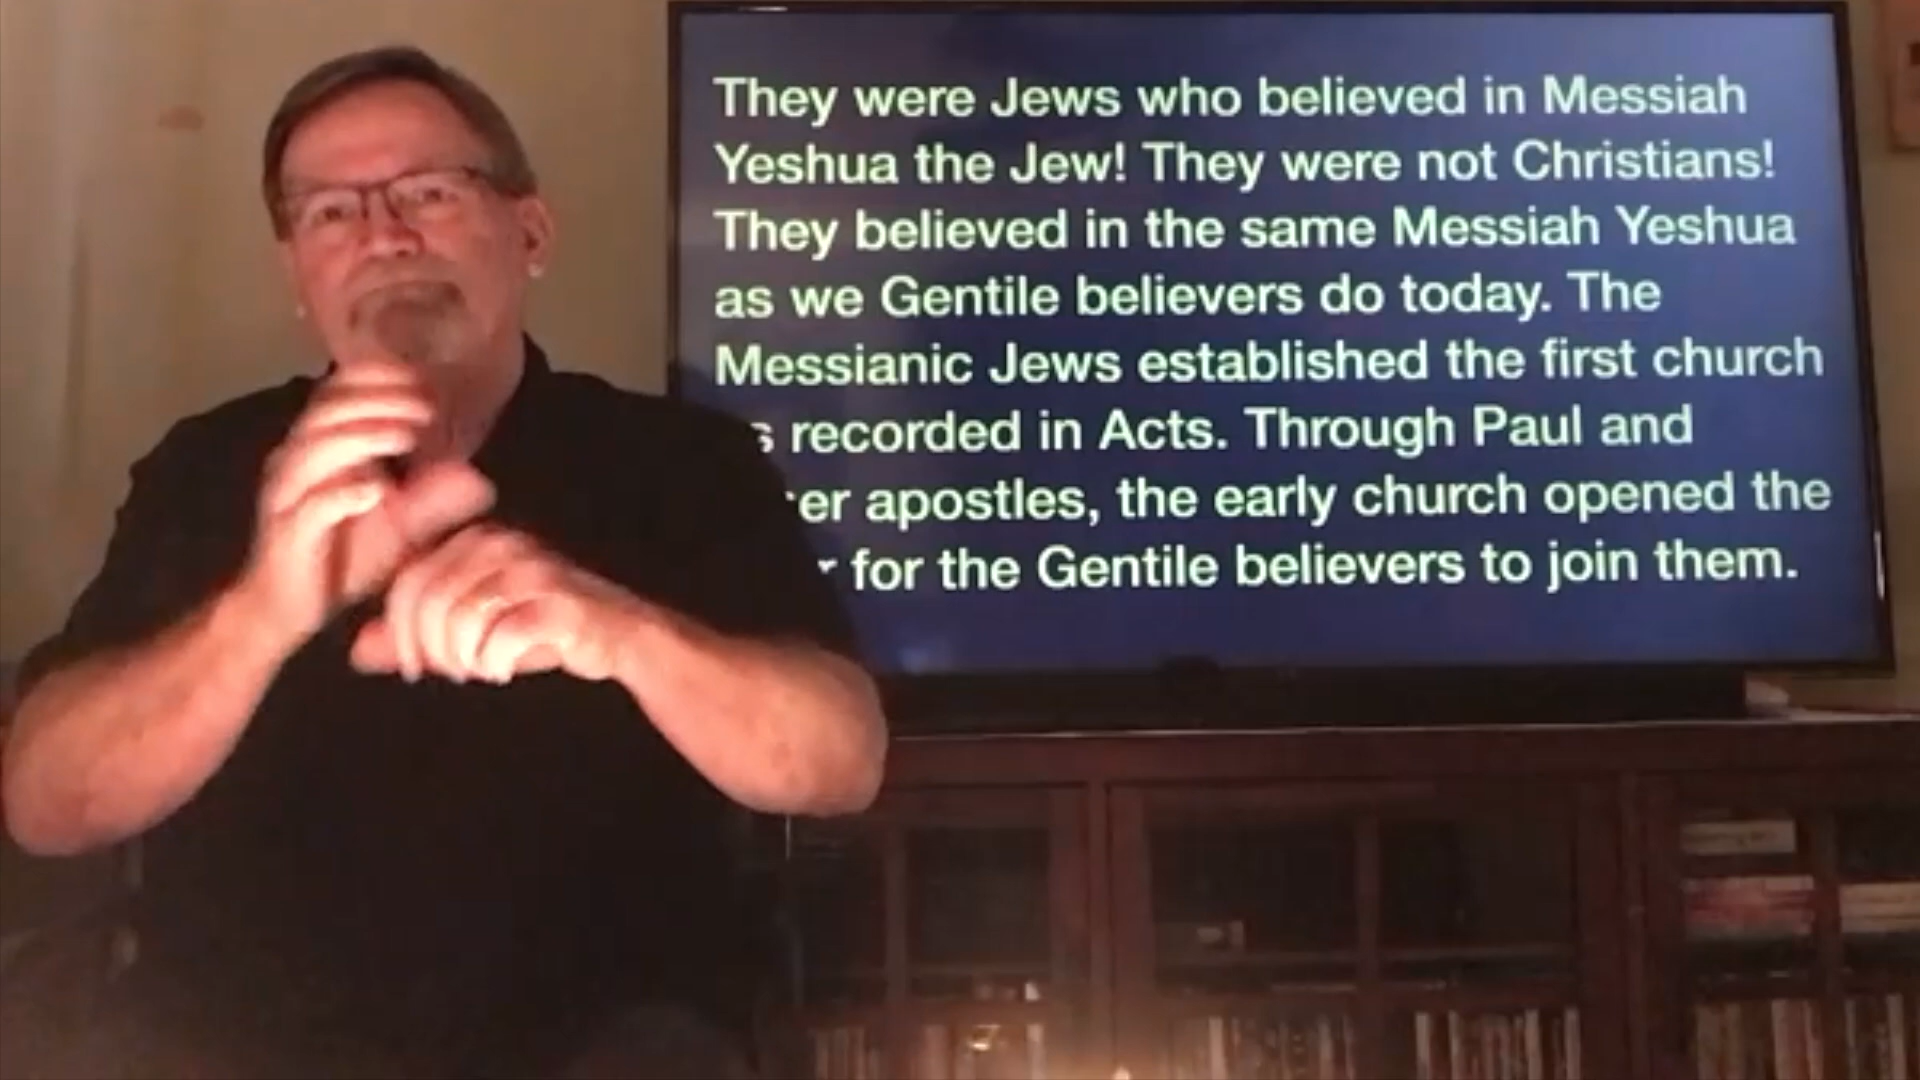 They were Jews who believed in Messiah
Yeshua the Jew! They were not Christians!
They believed in the same Messiah Yeshua
as we Gentile believers do today. The
Messianic Jews established the first church
recorded in Acts. Through Paul and
apostles, the early church opened the
for the Gentile believers to join them.